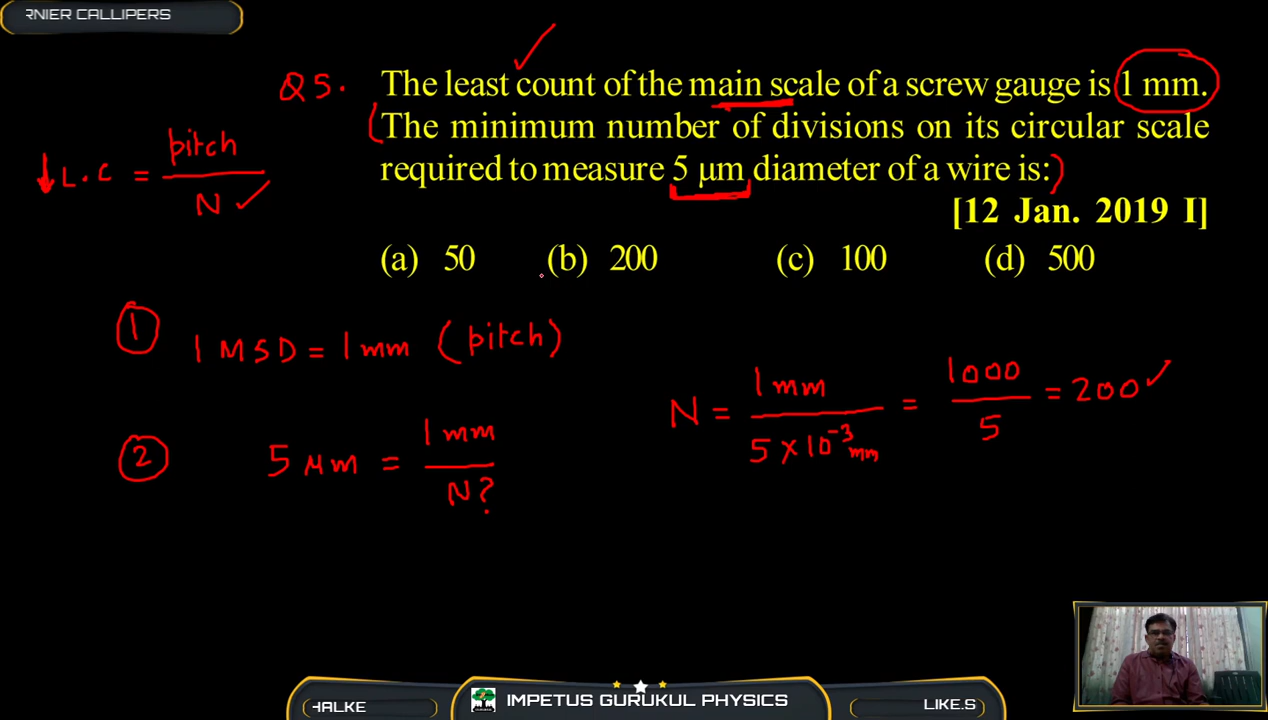 RNIER CALLIPERS
Q5. The least count of the main scale of a screw gauge is 1 mm.
The minimum number of divisions on its circular scale
required to measure 5 μm diameter of a wire is:
[12 Jan. 2019 I]
(a) 50 (b) 200 (c) 100 (d) 500
↓ L.C = pitch / N
① 1 MSD = 1 mm (pitch)
② 5 μm = 1 mm / N?
N = 1 mm / 5 × 10⁻³ mm = 1000 / 5 = 200 ✓
HALKE
IMPETUS GURUKUL PHYSICS
LIKE.S